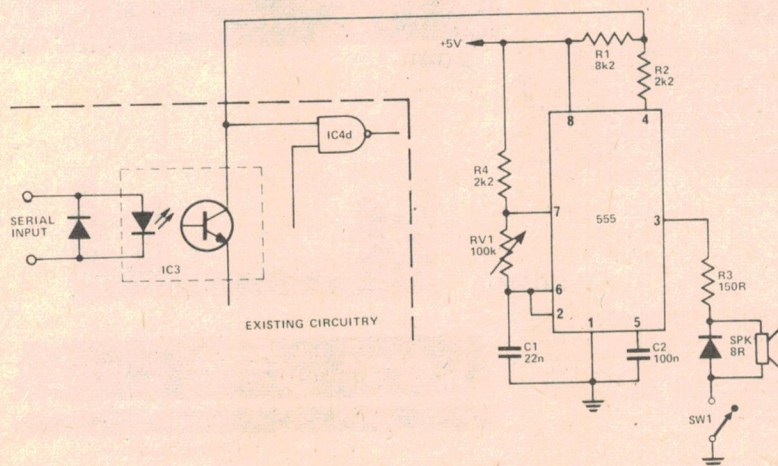 +5V
R1
8k2
R2
2k2
8
4
IC4d
R4
2k2
7
555
3
RV1
100k
SERIAL
INPUT
IC3
R3
150R
6
2
EXISTING CIRCUITRY
1
5
C1
22n
C2
100n
SPK
8R
SW1